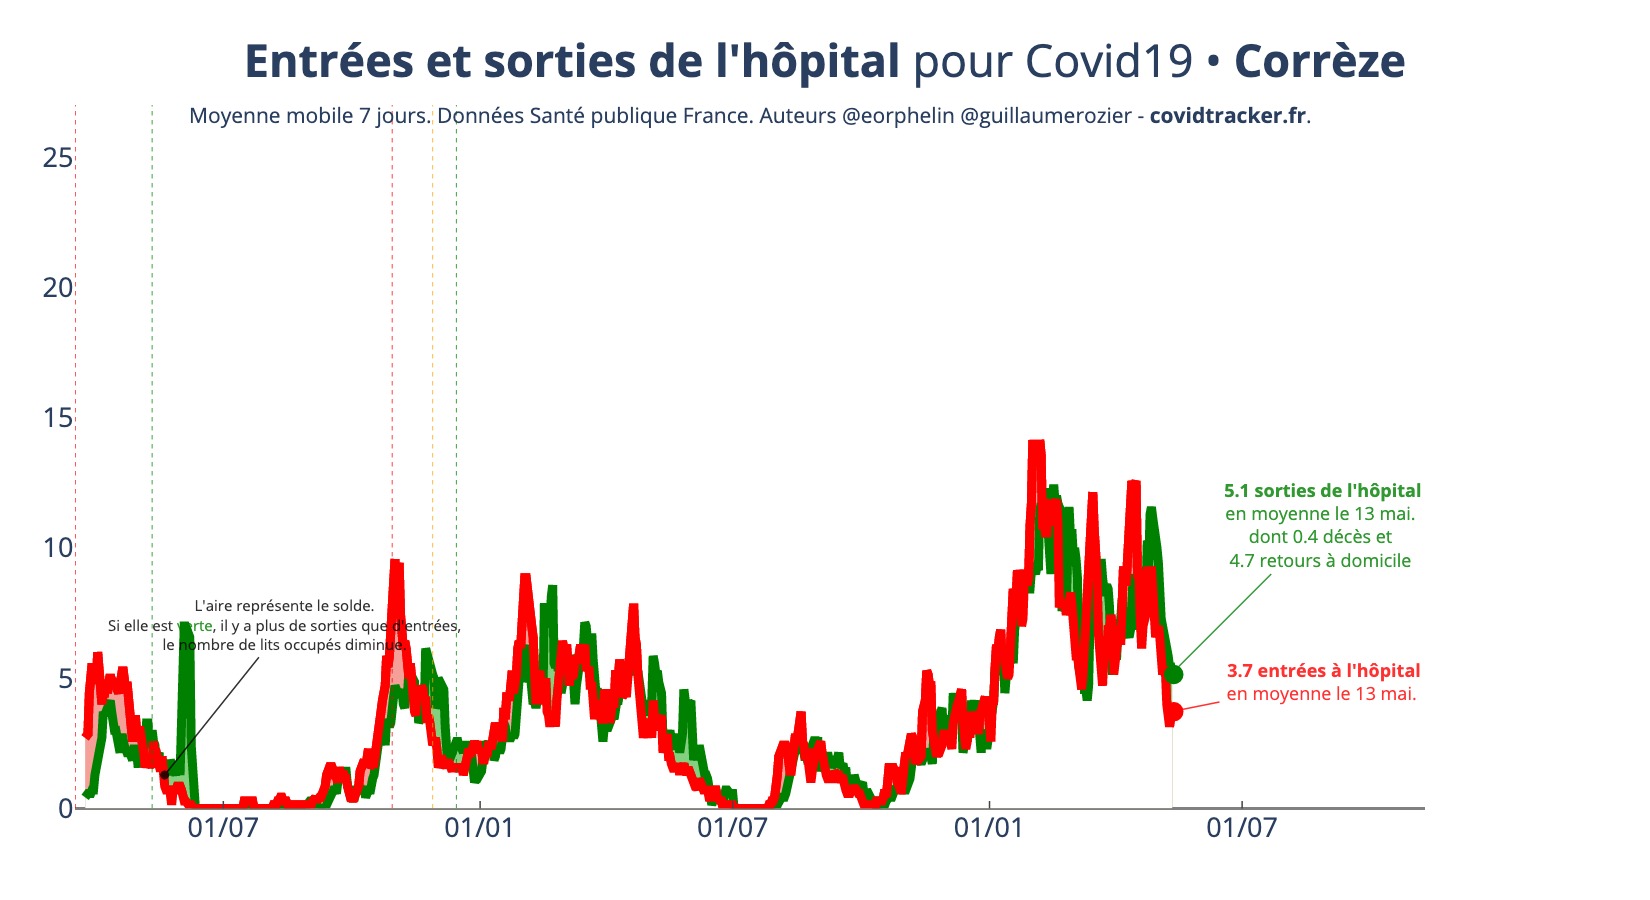 Entrées et sorties de l'hôpital pour Covid19 • Corrèze
Moyenne mobile 7 jours. Données Santé publique France. Auteurs @eorphelin @guillaumerozier - covidtracker.fr.
25
20
15
10
5
0
L'aire représente le solde.
Si elle est verte, il y a plus de sorties que d'entrées,
le nombre de lits occupés diminue.
5.1 sorties de l'hôpital
en moyenne le 13 mai.
dont 0.4 décès et
4.7 retours à domicile
3.7 entrées à l'hôpital
en moyenne le 13 mai.
01/07
01/01
01/07
01/01
01/07